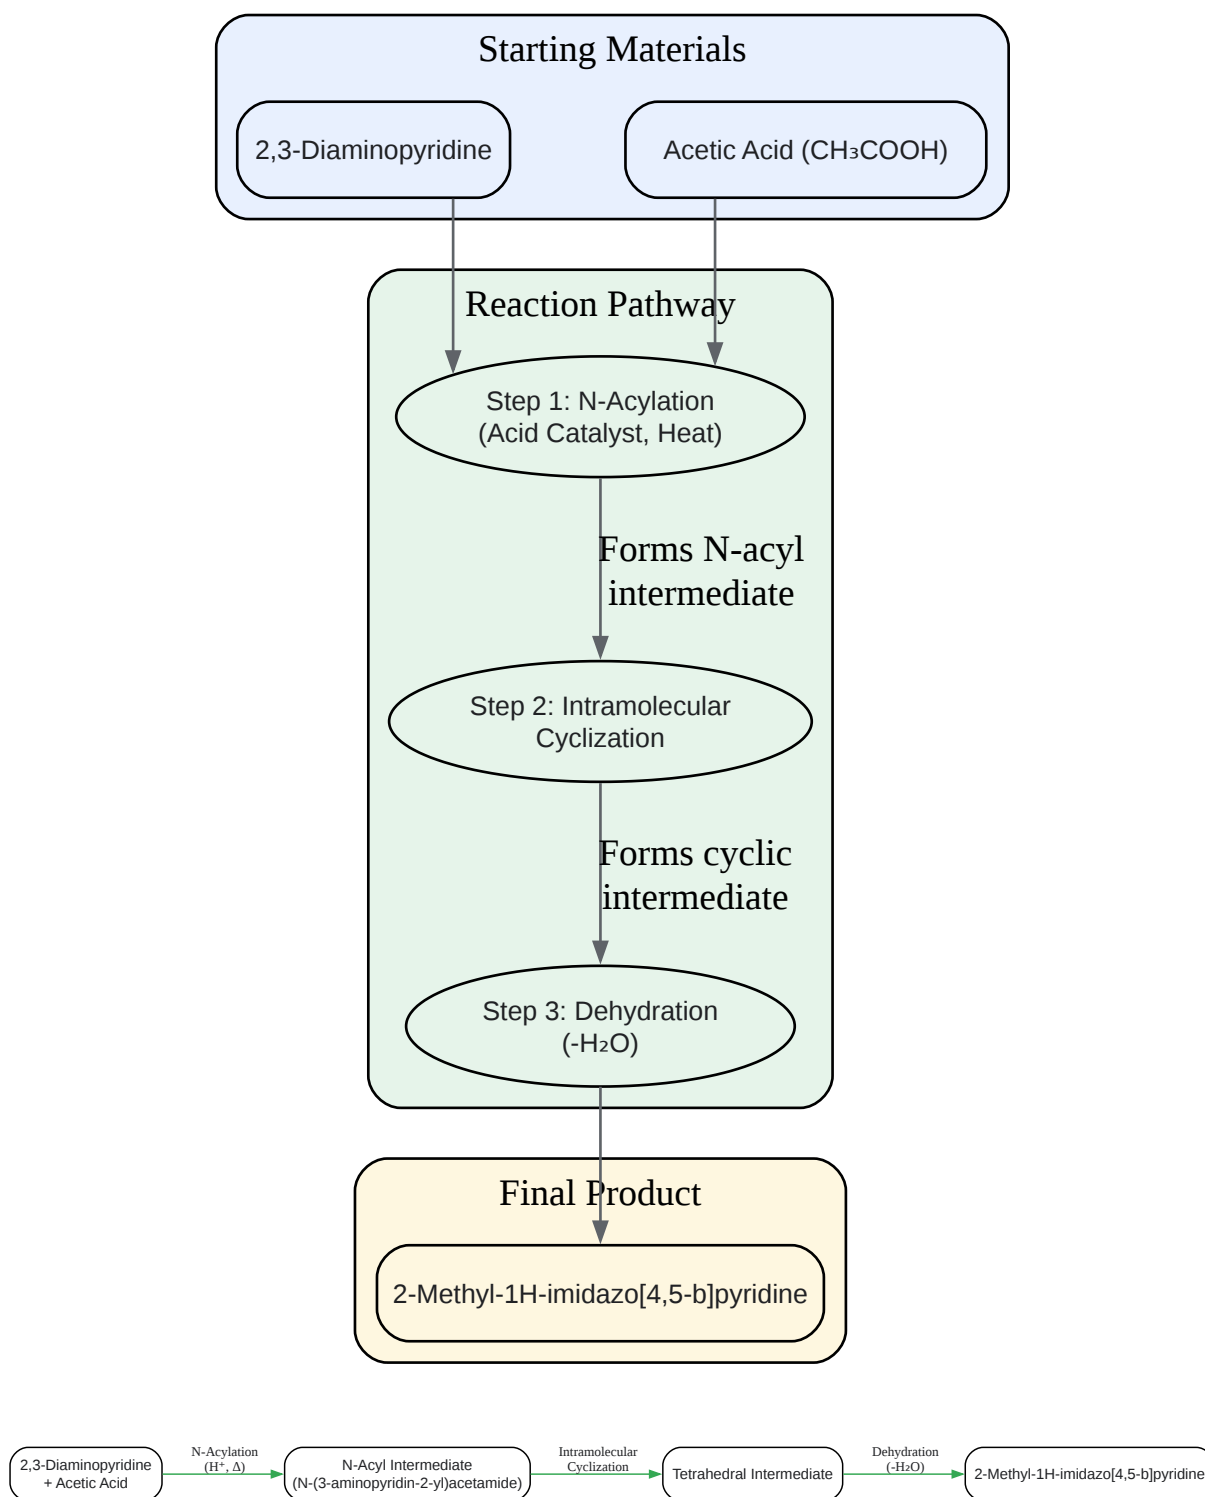 Starting Materials
2,3-Diaminopyridine
Acetic Acid (CH₃COOH)
Reaction Pathway
Step 1: N-Acylation
(Acid Catalyst, Heat)
Forms N-acyl
intermediate
Step 2: Intramolecular
Cyclization
Forms cyclic
intermediate
Step 3: Dehydration
(-H₂O)
Final Product
2-Methyl-1H-imidazo[4,5-b]pyridine
2,3-Diaminopyridine
+ Acetic Acid
N-Acylation
(H⁺, Δ)
N-Acyl Intermediate
(N-(3-aminopyridin-2-yl)acetamide)
Intramolecular
Cyclization
Tetrahedral Intermediate
Dehydration
(-H₂O)
2-Methyl-1H-imidazo[4,5-b]pyridine